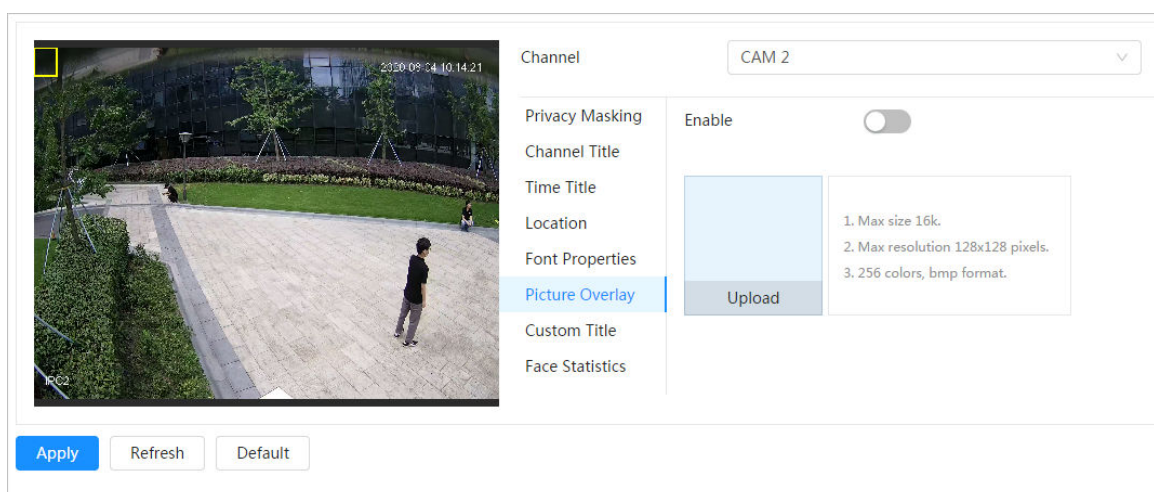 2020-09-04 10:14:21
IPC2
Channel
CAM 2
Privacy Masking
Channel Title
Time Title
Location
Font Properties
Picture Overlay
Custom Title
Face Statistics
Enable
Upload
1. Max size 16k.
2. Max resolution 128x128 pixels.
3. 256 colors, bmp format.
Apply
Refresh
Default